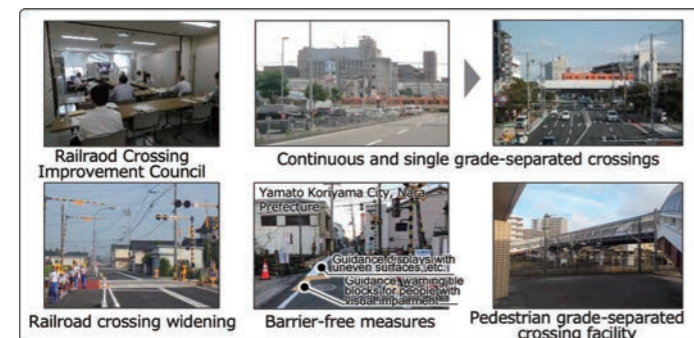 Railraod Crossing
Improvement Council
Continuous and single grade-separated crossings
Yamato Koriyama City, Nara
Prefecture
Guidance displays with
uneven surfaces, etc.
Guidance/warning tile
blocks for people with
visual impairment
Railroad crossing widening
Barrier-free measures
Pedestrian grade-separated
crossing facility